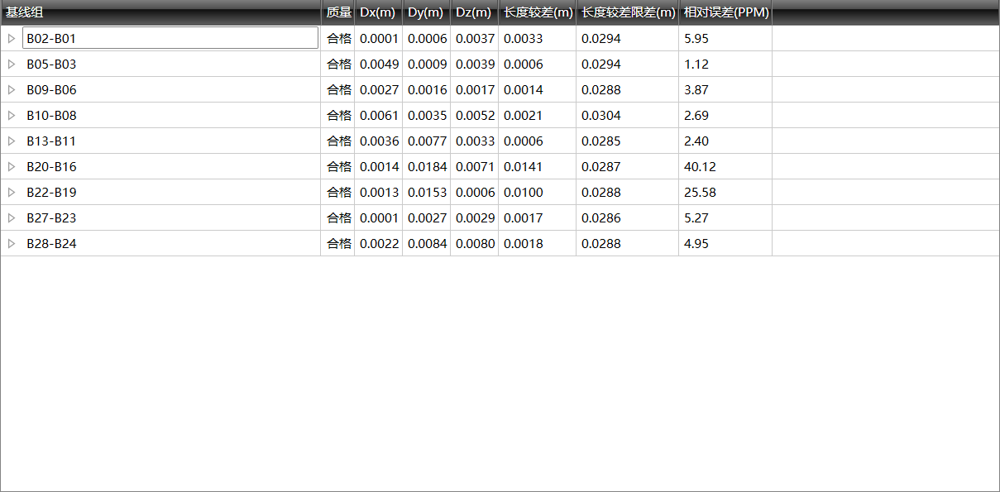 基线组 质量 Dx(m) Dy(m) Dz(m) 长度较差(m) 长度较差限差(m) 相对误差(PPM)
B02-B01 合格 0.0001 0.0006 0.0037 0.0033 0.0294 5.95
B05-B03 合格 0.0049 0.0009 0.0039 0.0006 0.0294 1.12
B09-B06 合格 0.0027 0.0016 0.0017 0.0014 0.0288 3.87
B10-B08 合格 0.0061 0.0035 0.0052 0.0021 0.0304 2.69
B13-B11 合格 0.0036 0.0077 0.0033 0.0006 0.0285 2.40
B20-B16 合格 0.0014 0.0184 0.0071 0.0141 0.0287 40.12
B22-B19 合格 0.0013 0.0153 0.0006 0.0100 0.0288 25.58
B27-B23 合格 0.0001 0.0027 0.0029 0.0017 0.0286 5.27
B28-B24 合格 0.0022 0.0084 0.0080 0.0018 0.0288 4.95